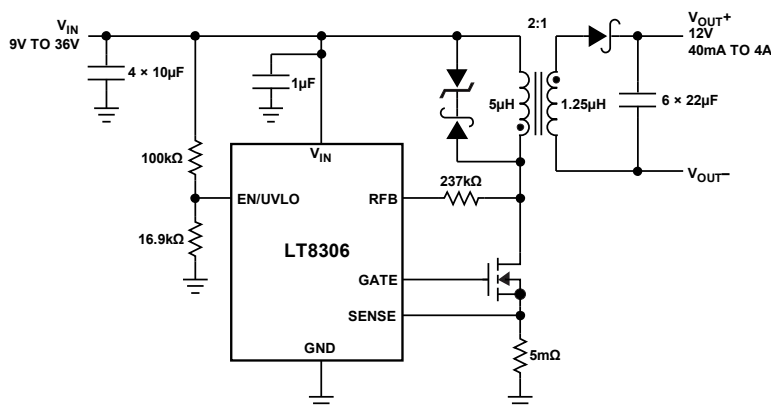 VIN
9V TO 36V
4 × 10µF
1µF
100kΩ
16.9kΩ
VIN
EN/UVLO
RFB
LT8306
GATE
SENSE
GND
237kΩ
5mΩ
2:1
5µH
1.25µH
VOUT+
12V
40mA TO 4A
6 × 22µF
VOUT–